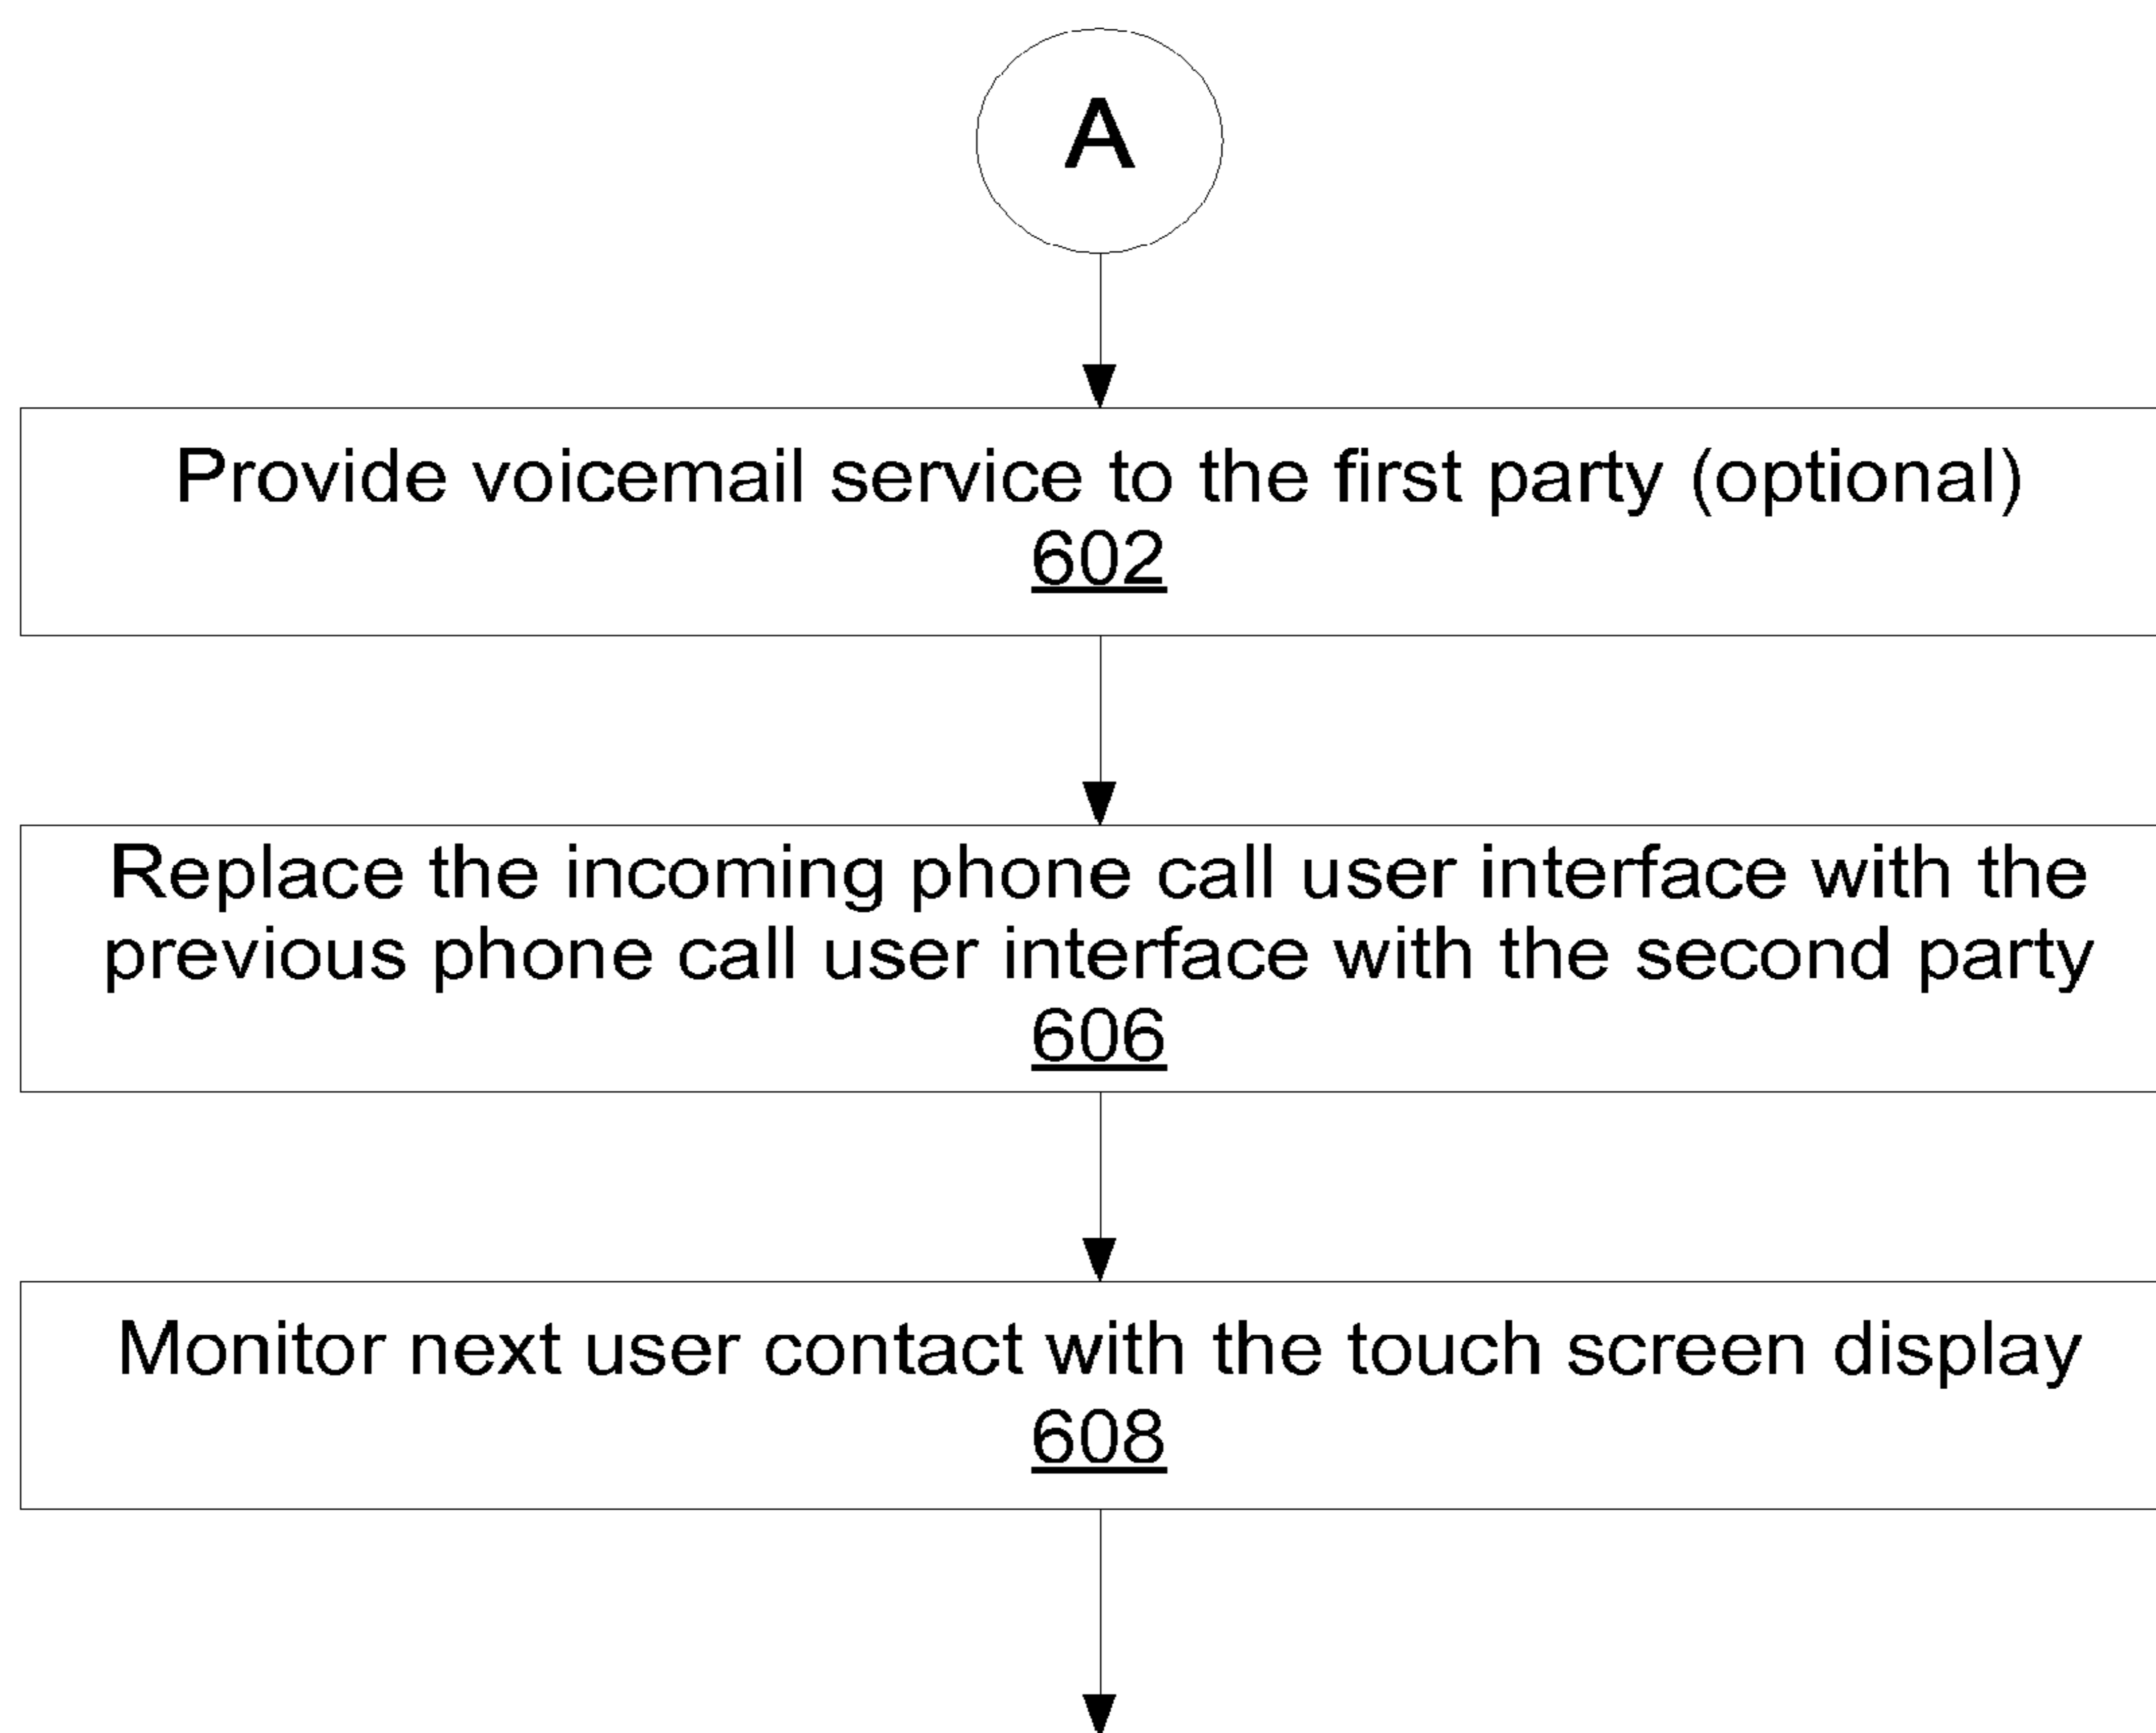 A
Provide voicemail service to the first party (optional)
602
Replace the incoming phone call user interface with the
previous phone call user interface with the second party
606
Monitor next user contact with the touch screen display
608